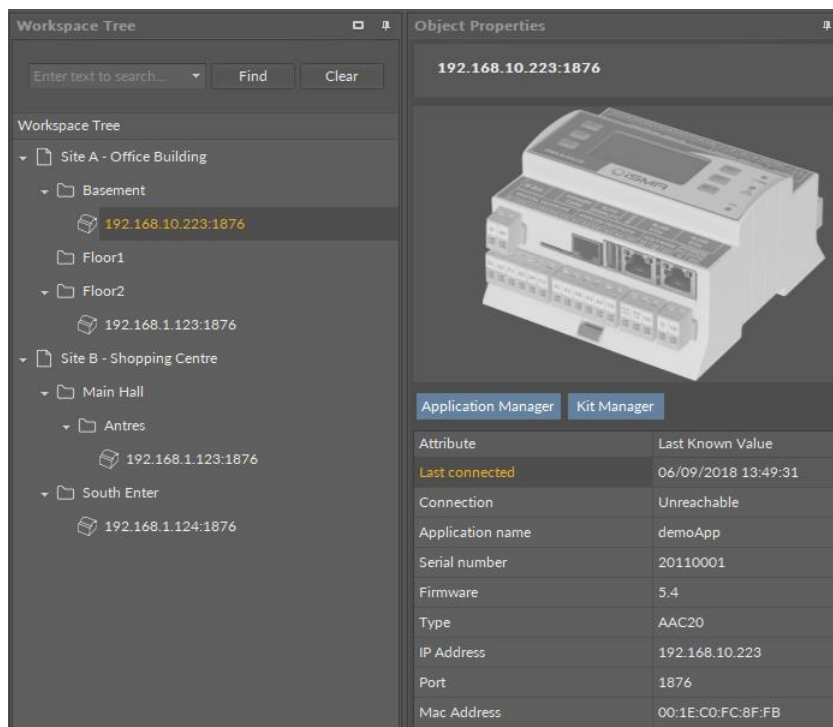 Workspace Tree
Enter text to search...
Find
Clear
Workspace Tree
Site A - Office Building
Basement
192.168.10.223:1876
Floor1
Floor2
192.168.1.123:1876
Site B - Shopping Centre
Main Hall
Antres
192.168.1.123:1876
South Enter
192.168.1.124:1876
Object Properties
192.168.10.223:1876
iSMA
Application Manager
Kit Manager
Attribute Last Known Value
Last connected 06/09/2018 13:49:31
Connection Unreachable
Application name demoApp
Serial number 20110001
Firmware 5.4
Type AAC20
IP Address 192.168.10.223
Port 1876
Mac Address 00:1E:C0:FC:8F:FB